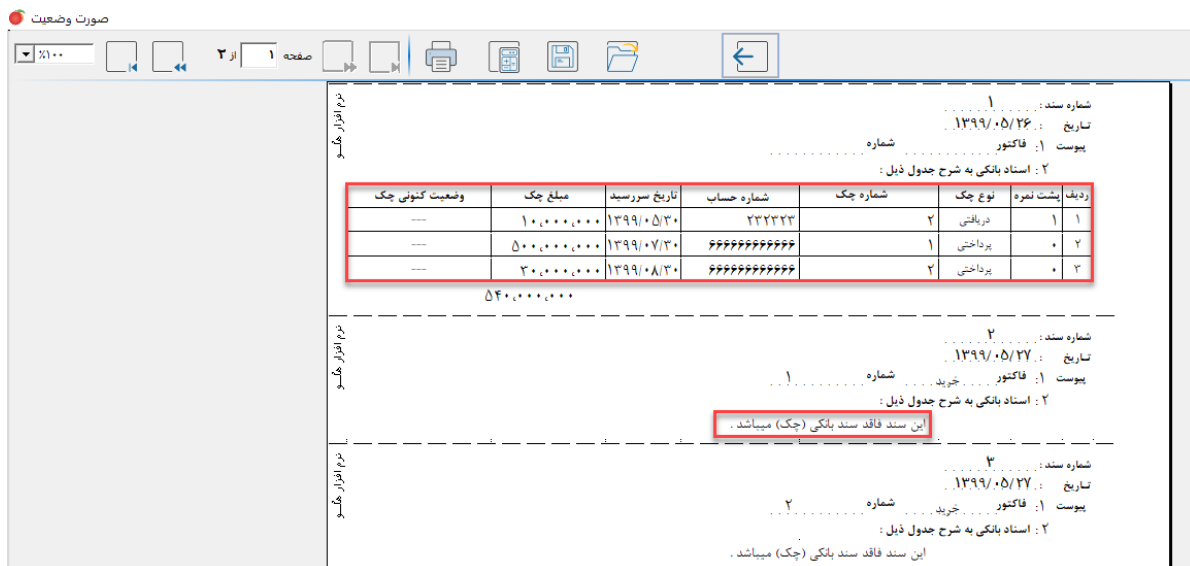 صورت وضعیت
صفحه ۱ از ۲
٪۱۰۰
نرم افزار هلـو
شماره سند : ۱
تـاریخ : ۱۳۹۹/۰۵/۲۶
پیوست ۱: فاکتور شماره
۲ : اسناد بانکی به شرح جدول ذیل :
ردیف پشت نمره نوع چک شماره چک شماره حساب تاریخ سررسید مبلغ چک وضعیت کنونی چک
۱ ۱ دریافتی ۲ ۲۳۲۳۲۳ ۱۳۹۹/۰۵/۳۰ ۱۰,۰۰۰,۰۰۰ ---
۲ ۰ پرداختی ۱ ۶۶۶۶۶۶۶۶۶۶۶۶ ۱۳۹۹/۰۷/۳۰ ۵۰۰,۰۰۰,۰۰۰ ---
۳ ۰ پرداختی ۲ ۶۶۶۶۶۶۶۶۶۶۶۶ ۱۳۹۹/۰۸/۳۰ ۳۰,۰۰۰,۰۰۰ ---
۵۴۰,۰۰۰,۰۰۰
نرم افزار هلـو
شماره سند : ۲
تـاریخ : ۱۳۹۹/۰۵/۲۷
پیوست ۱: فاکتور خرید شماره ۱
۲ : اسناد بانکی به شرح جدول ذیل :
این سند فاقد سند بانکی (چک) میباشد .
نرم افزار هلـو
شماره سند : ۳
تـاریخ : ۱۳۹۹/۰۵/۲۷
پیوست ۱: فاکتور خرید شماره ۲
۲ : اسناد بانکی به شرح جدول ذیل :
این سند فاقد سند بانکی (چک) میباشد .